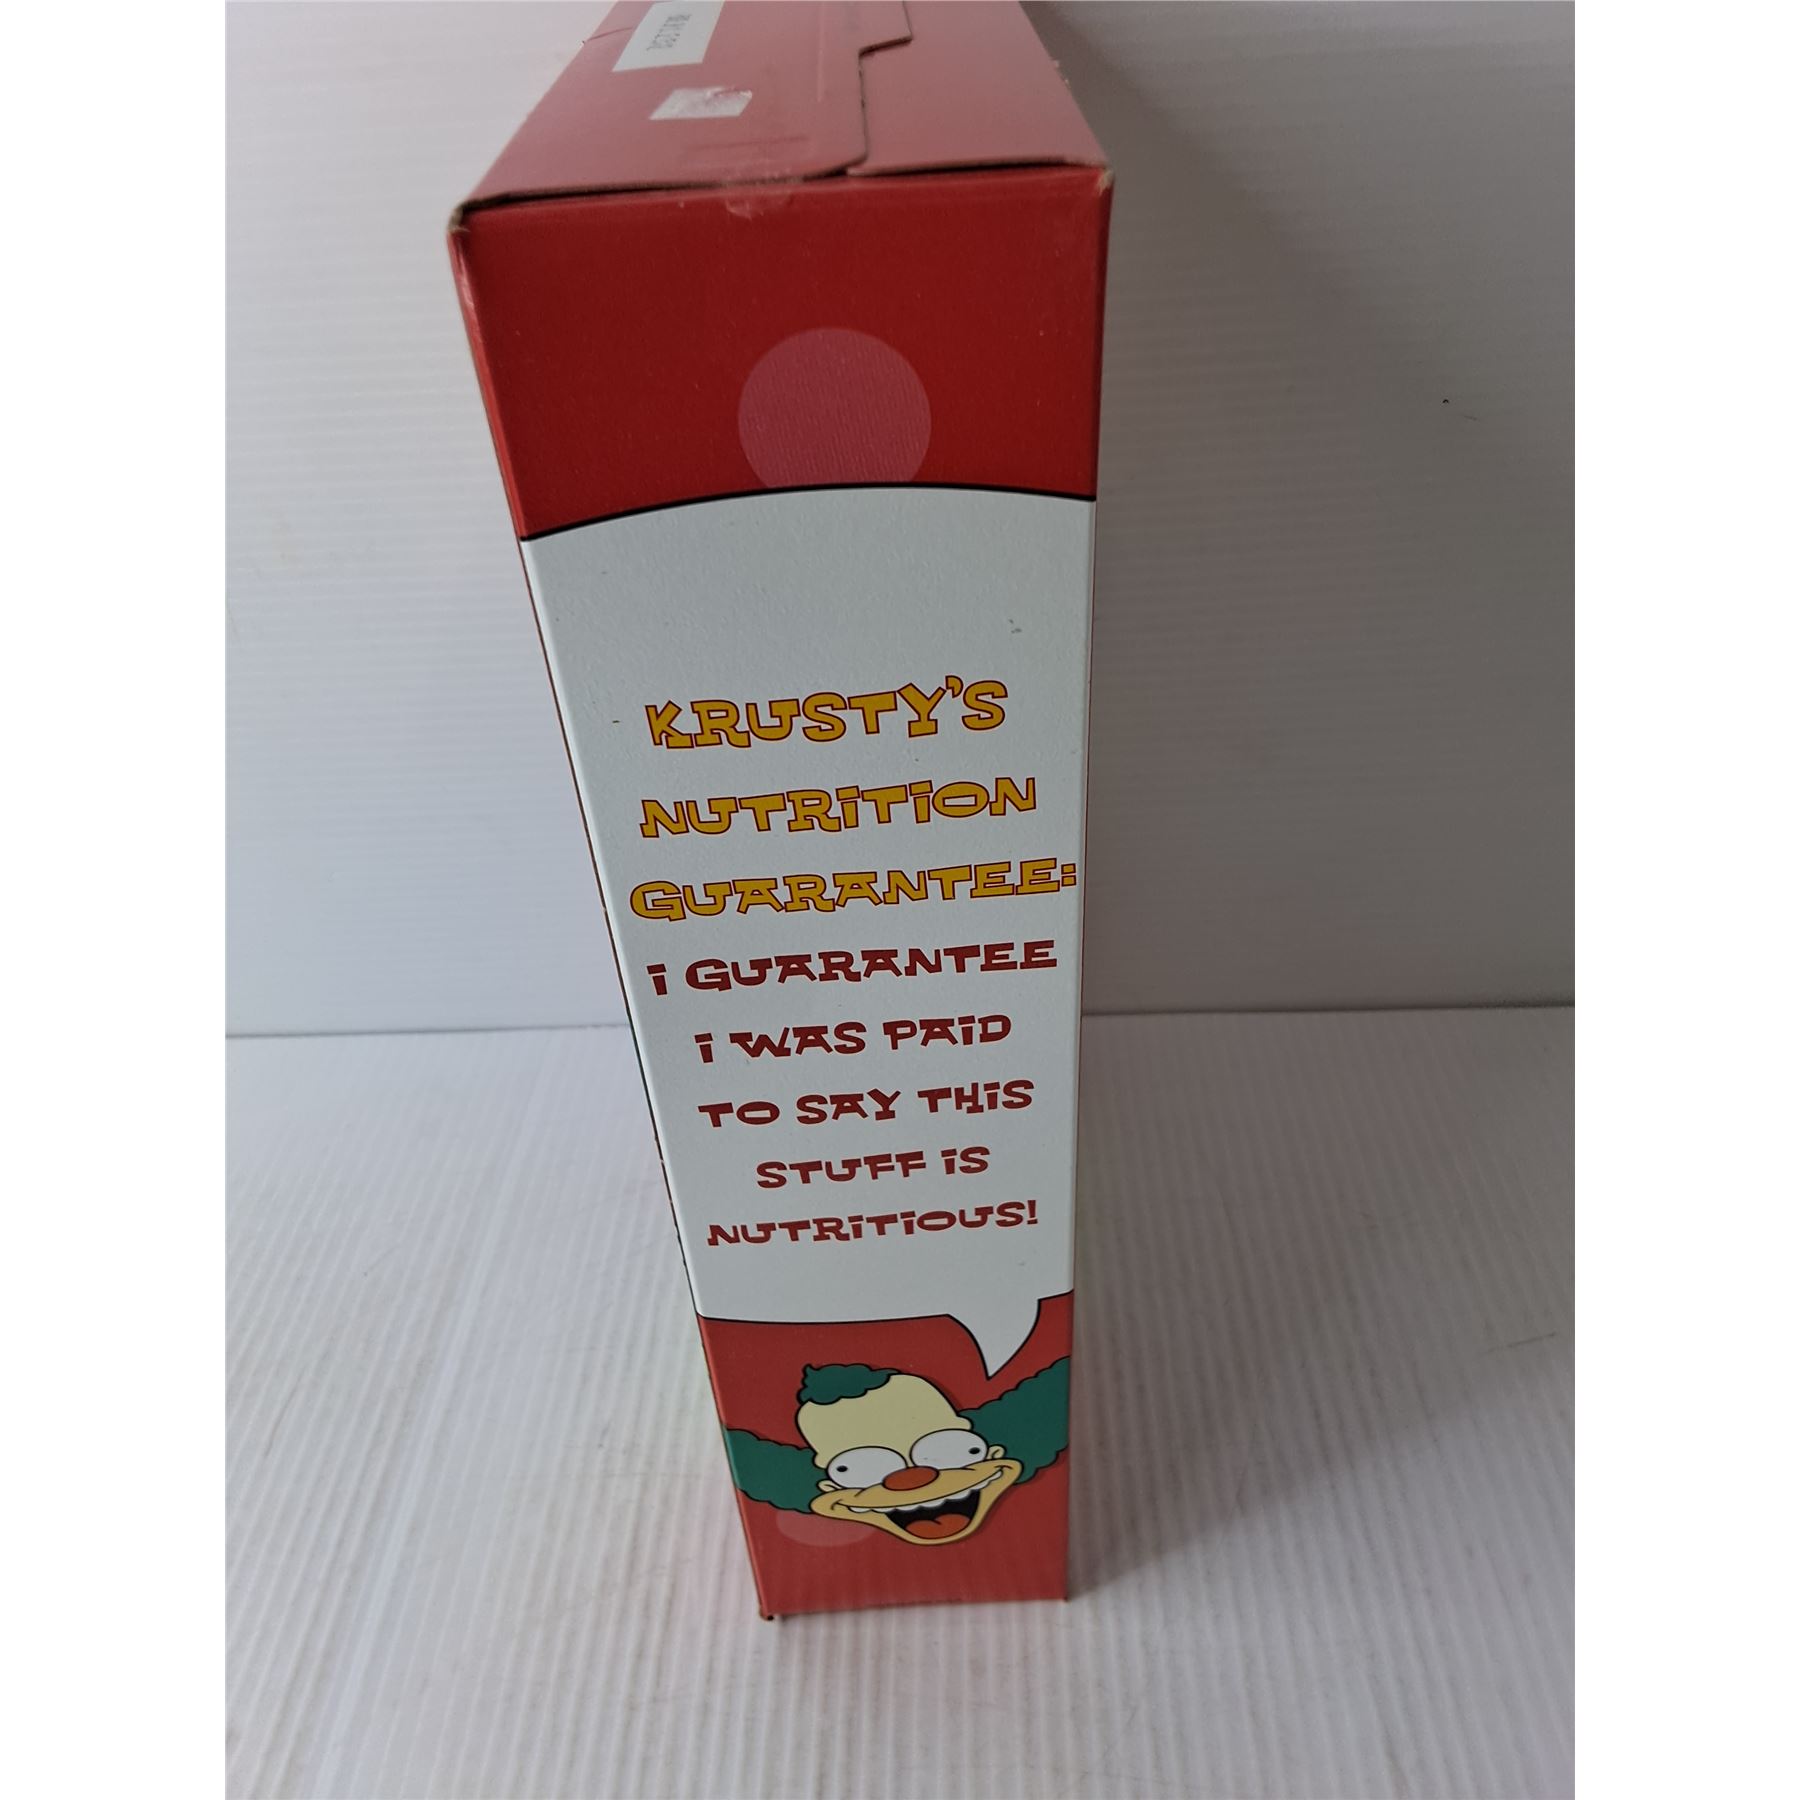 KRUSTY'S
NUTRITION
GUARANTEE:
I GUARANTEE
I WAS PAID
TO SAY THIS
STUFF IS
NUTRITIOUS!